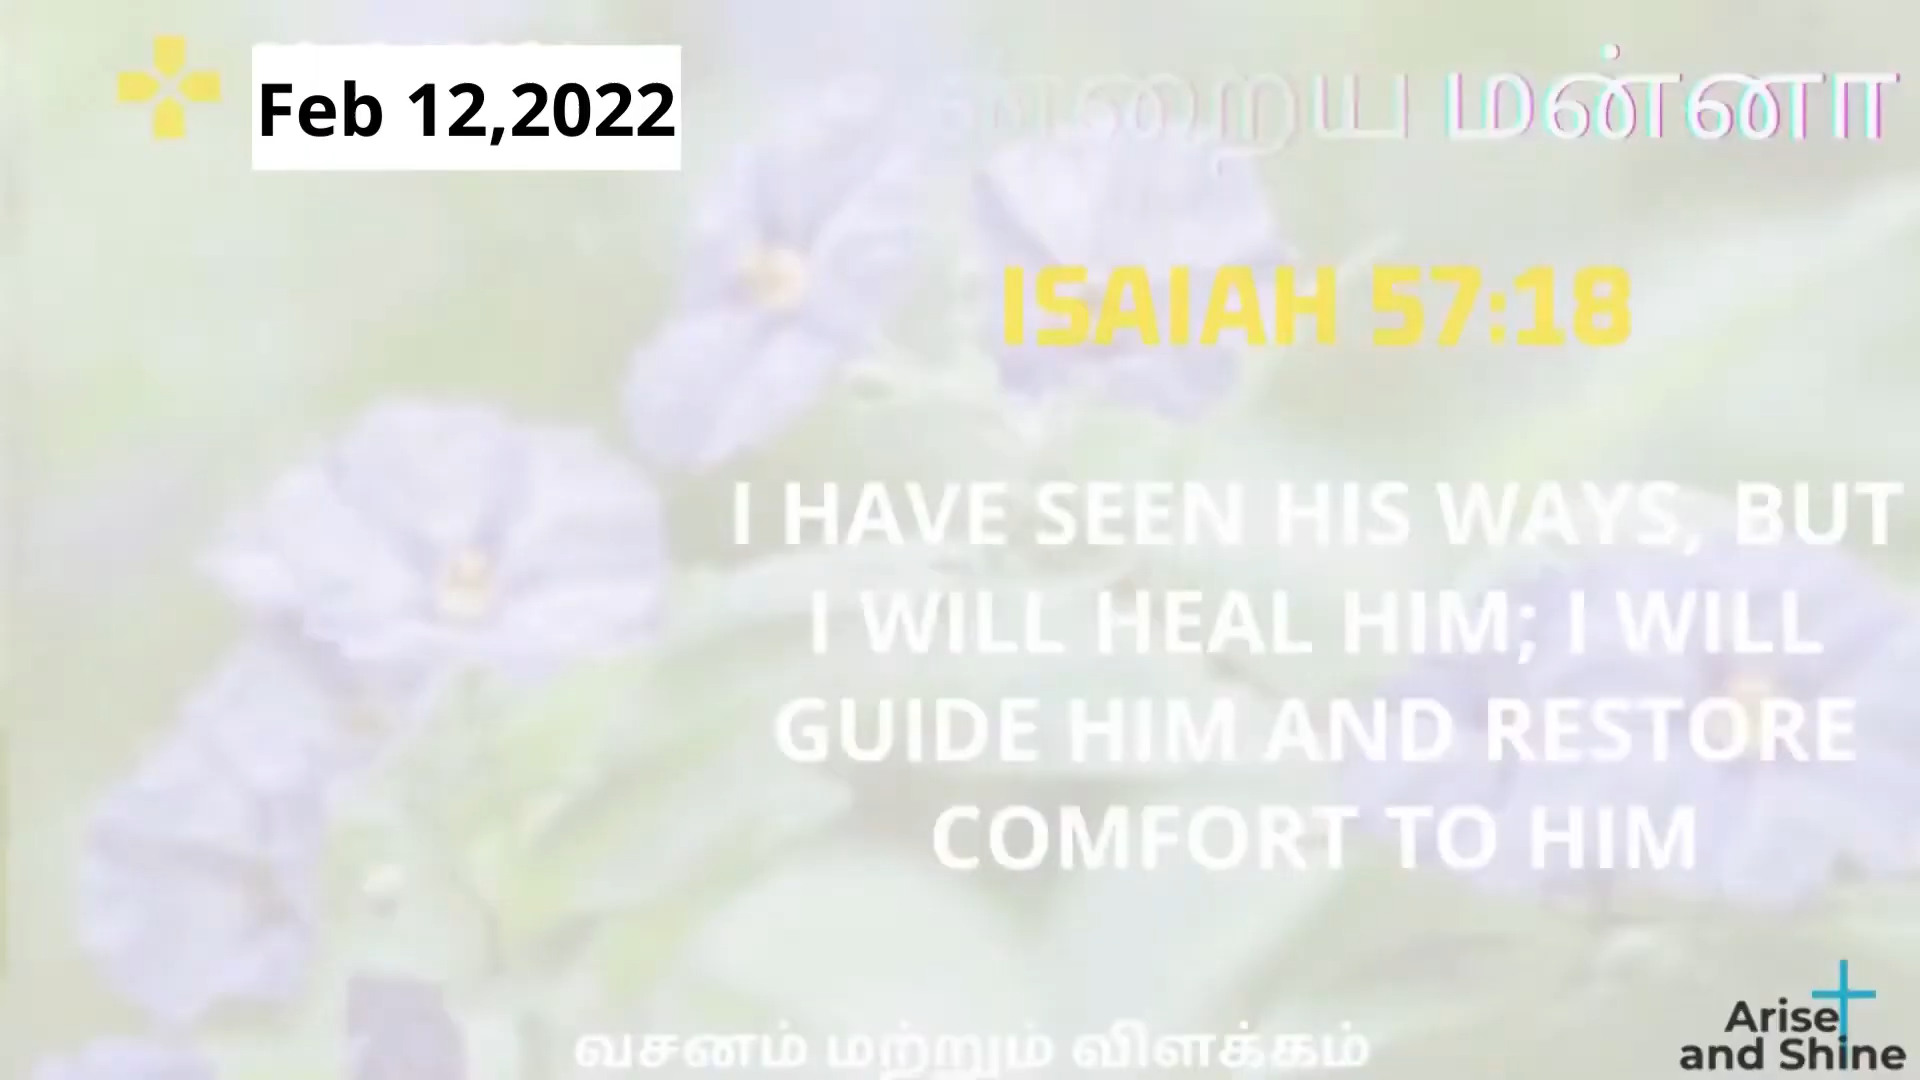 Feb 12,2022
மன்னா
ISAIAH 57:18
I HAVE SEEN HIS WAYS, BUT
I WILL HEAL HIM; I WILL
GUIDE HIM AND RESTORE
COMFORT TO HIM
வசனம் மற்றும் விளக்கம்
Arise
and Shine